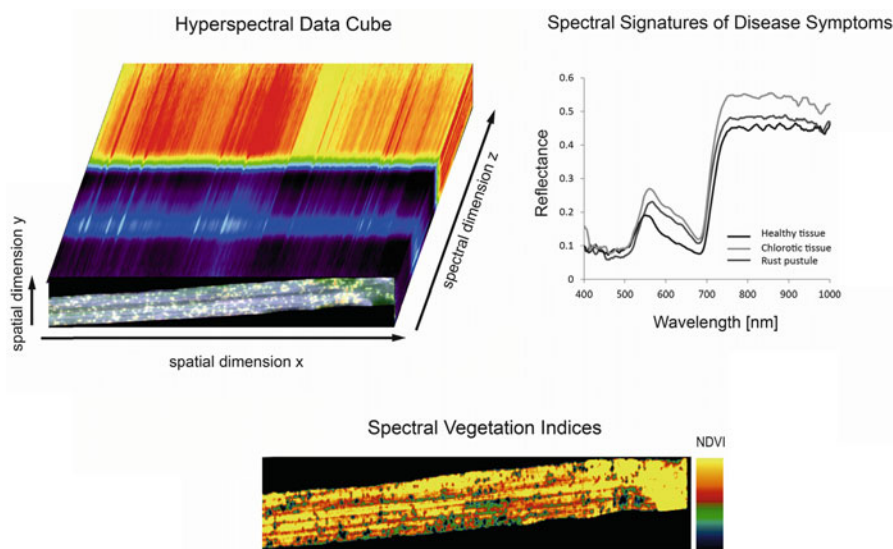 Hyperspectral Data Cube
spatial dimension y
spatial dimension x
spectral dimension z
Spectral Signatures of Disease Symptoms
0.6
0.5
0.4
0.3
0.2
0.1
0
Reflectance
Healthy tissue
Chlorotic tissue
Rust pustule
400 500 600 700 800 900 1000
Wavelength [nm]
Spectral Vegetation Indices
NDVI